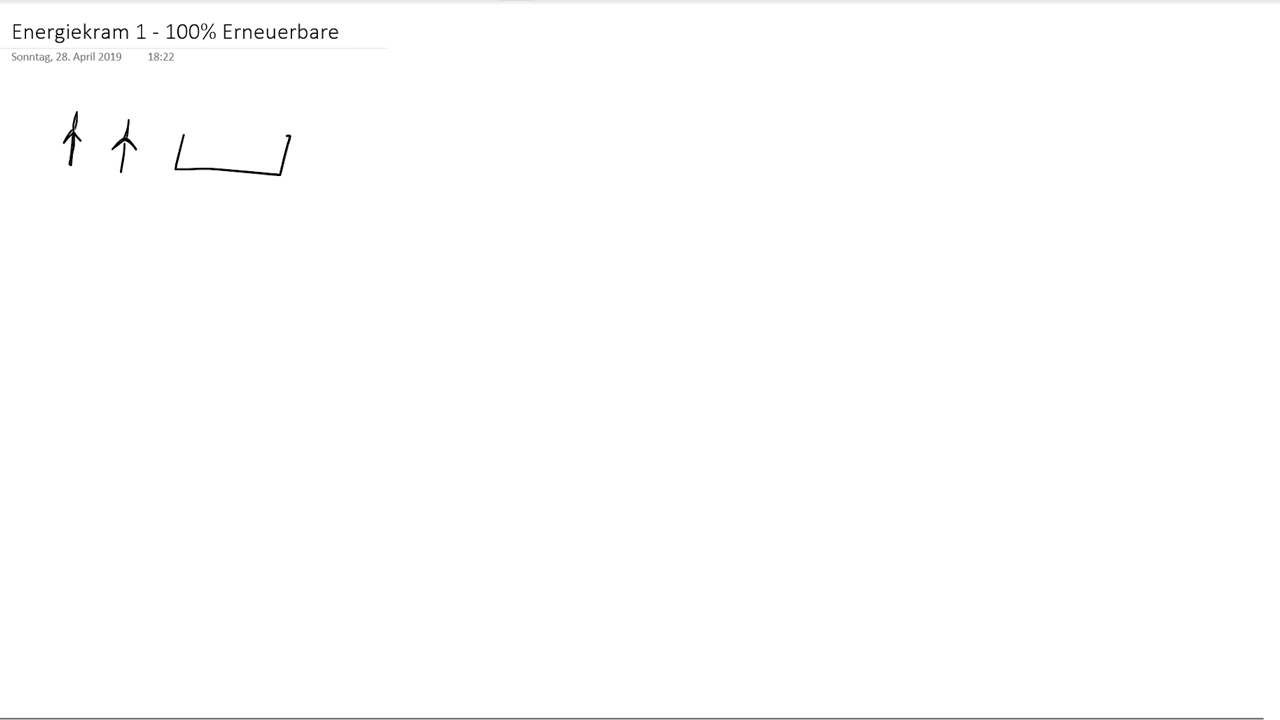 Energiekram 1 - 100% Erneuerbare
Sonntag, 28. April 2019 18:22